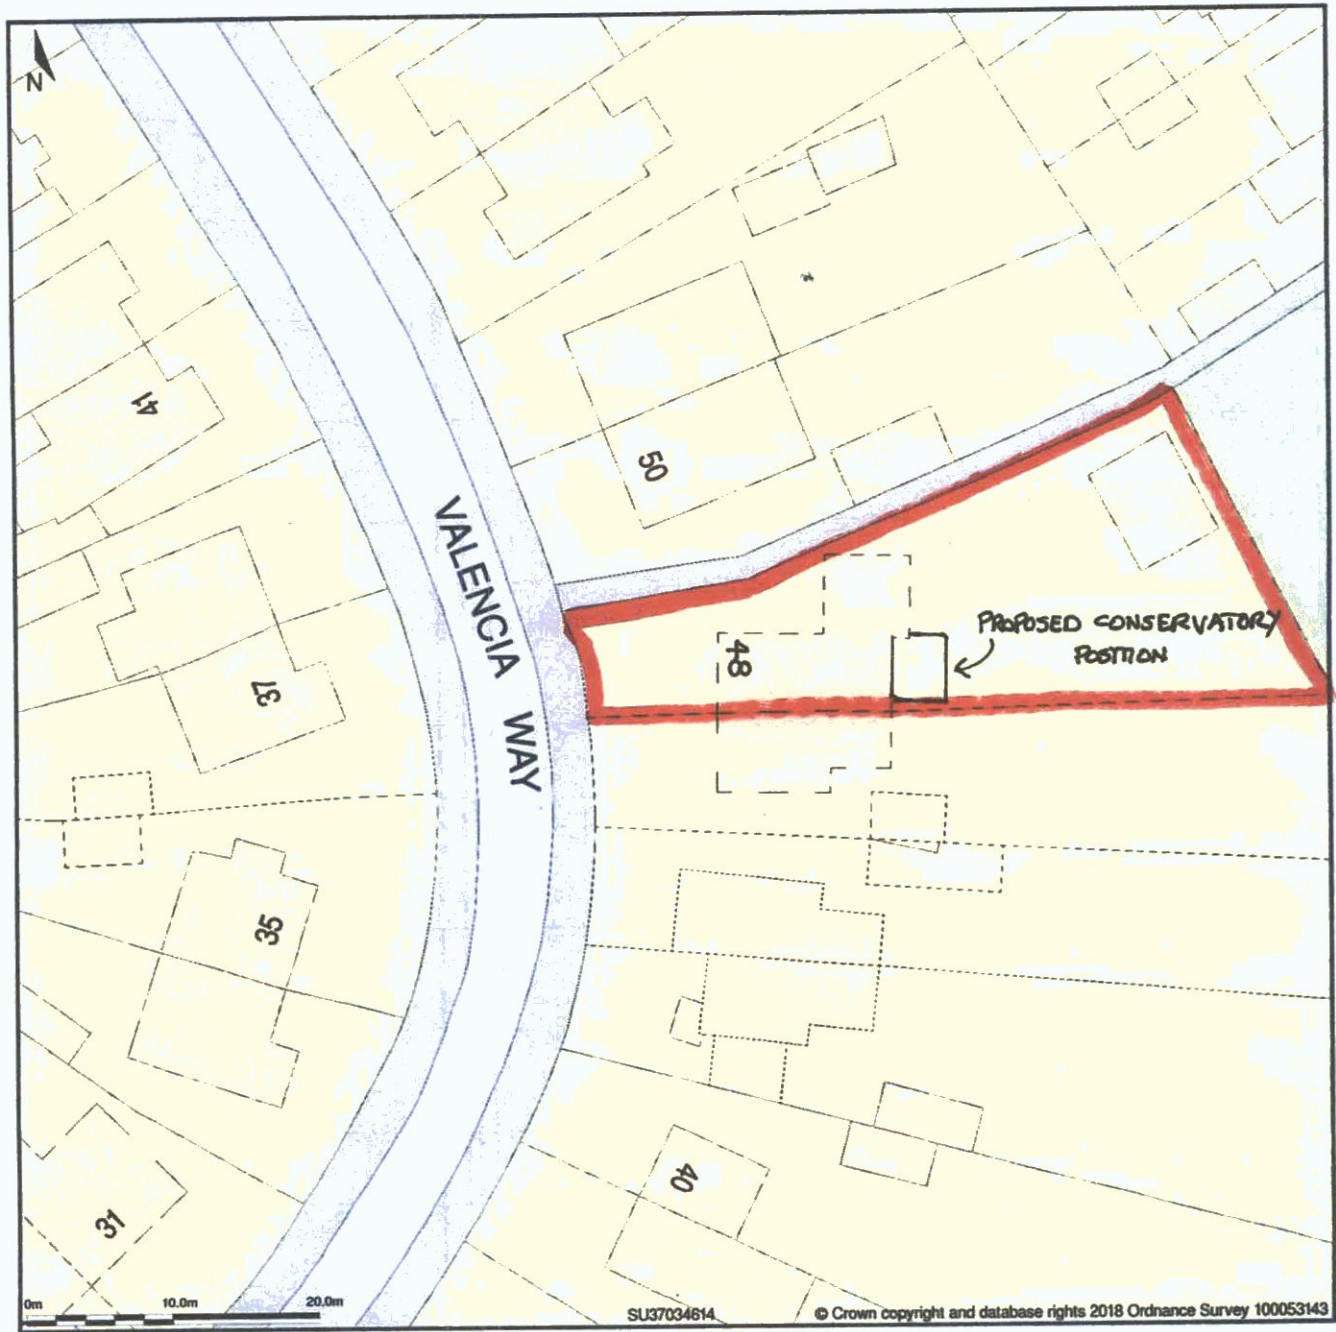 N
41
50
VALENCIA WAY
48
PROPOSED CONSERVATORY
POSITION
37
35
40
31
0m 10.0m 20.0m
SU37034614
© Crown copyright and database rights 2018 Ordnance Survey 100053143